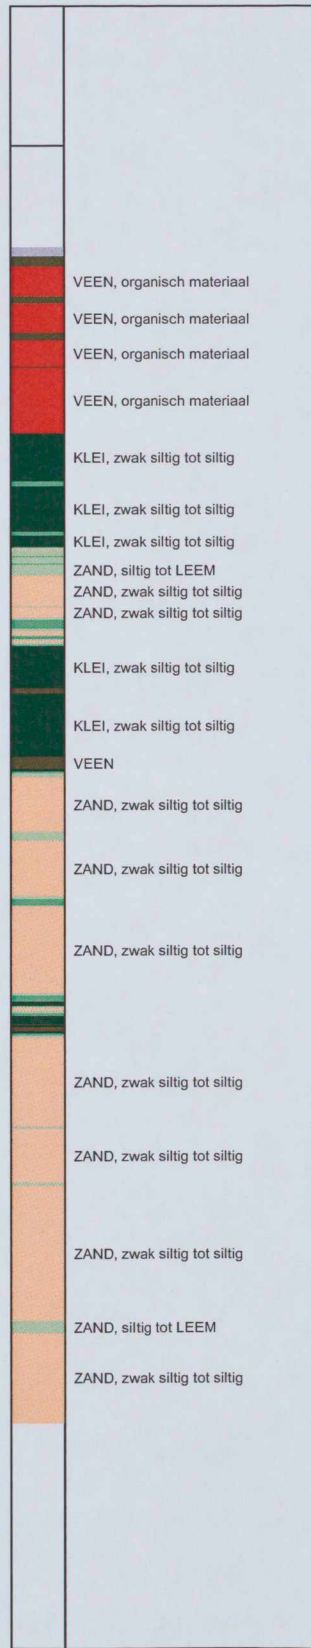 VEEN, organisch materiaal
VEEN, organisch materiaal
VEEN, organisch materiaal
VEEN, organisch materiaal
KLEI, zwak siltig tot siltig
KLEI, zwak siltig tot siltig
KLEI, zwak siltig tot siltig
ZAND, siltig tot LEEM
ZAND, zwak siltig tot siltig
ZAND, zwak siltig tot siltig
KLEI, zwak siltig tot siltig
KLEI, zwak siltig tot siltig
VEEN
ZAND, zwak siltig tot siltig
ZAND, zwak siltig tot siltig
ZAND, zwak siltig tot siltig
ZAND, zwak siltig tot siltig
ZAND, zwak siltig tot siltig
ZAND, zwak siltig tot siltig
ZAND, siltig tot LEEM
ZAND, zwak siltig tot siltig